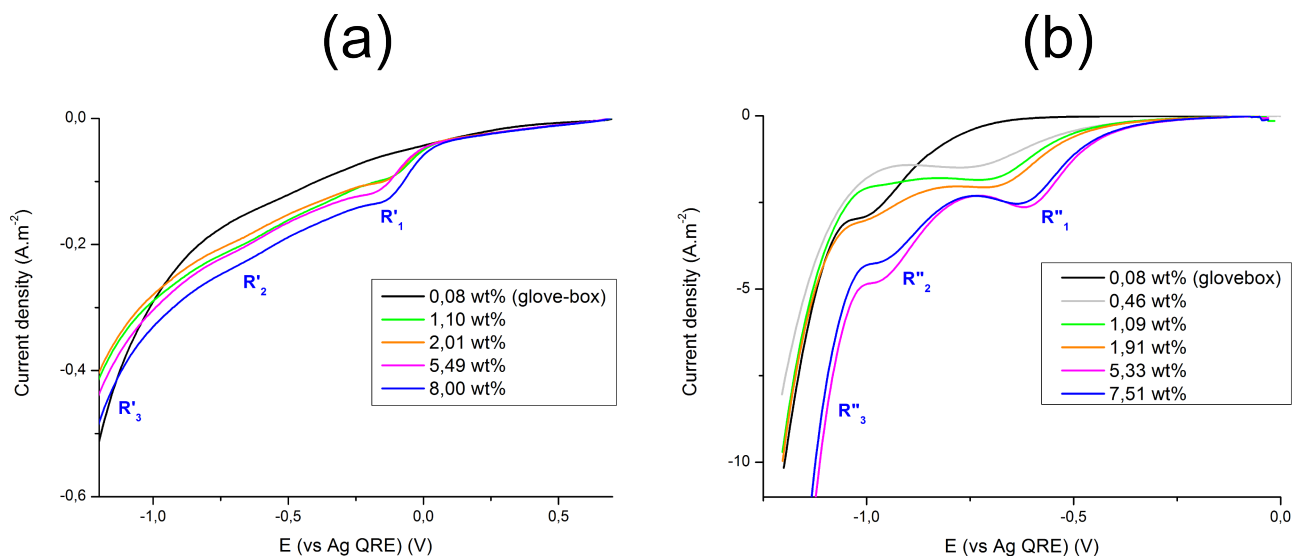 (a)
0,0
-0,2
-0,4
-0,6
Current density (A.m⁻²)
R'₁
R'₂
R'₃
0,08 wt% (glove-box)
1,10 wt%
2,01 wt%
5,49 wt%
8,00 wt%
-1,0
-0,5
0,0
0,5
E (vs Ag QRE) (V)
(b)
0
-5
-10
Current density (A.m⁻²)
R"₁
R"₂
R"₃
0,08 wt% (glovebox)
0,46 wt%
1,09 wt%
1,91 wt%
5,33 wt%
7,51 wt%
-1,0
-0,5
0,0
E (vs Ag QRE) (V)